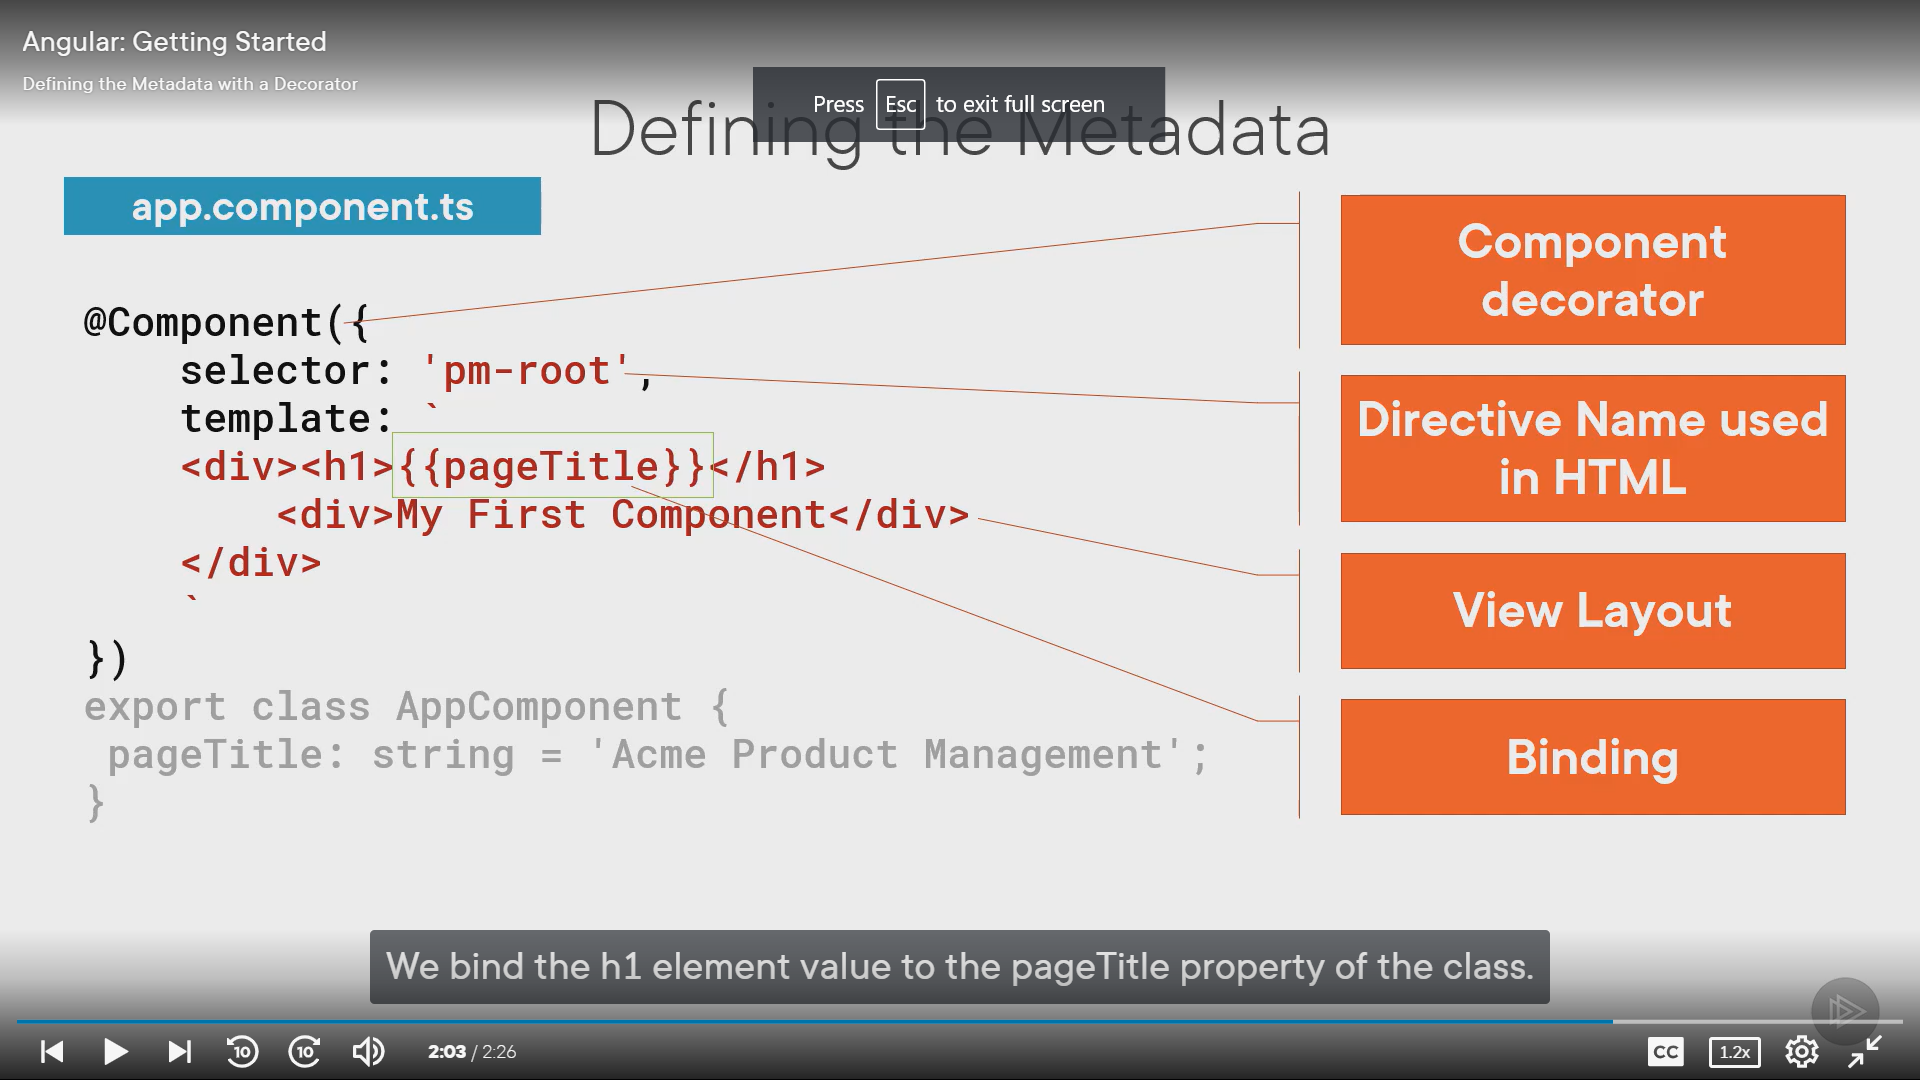 Angular: Getting Started
Defining the Metadata with a Decorator
Press Esc to exit full screen
Defining the Metadata
app.component.ts
@Component({
    selector: 'pm-root',
    template: `
    <div><h1>{{pageTitle}}</h1>
        <div>My First Component</div>
    </div>
    `
})
export class AppComponent {
 pageTitle: string = 'Acme Product Management';
}
Component
decorator
Directive Name used
in HTML
View Layout
Binding
We bind the h1 element value to the pageTitle property of the class.
10
10
2:03 / 2:26
CC
1.2x